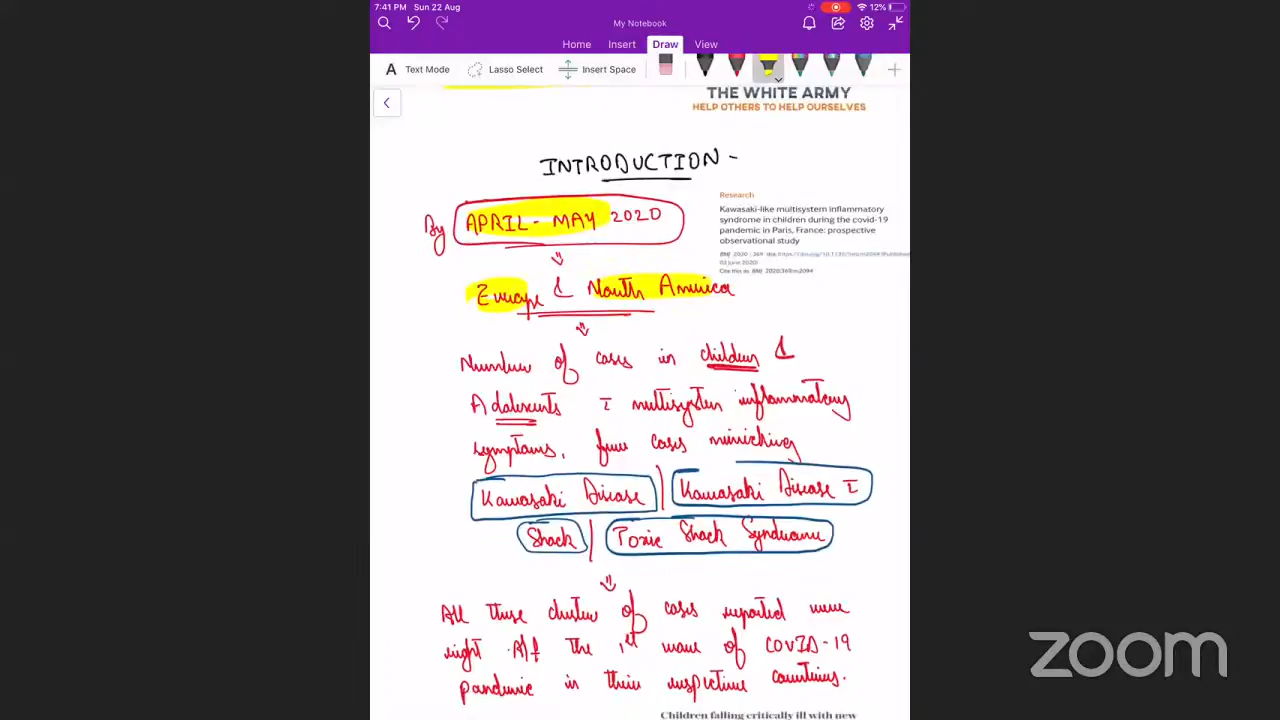 7:41 PM Sun 22 Aug
12%
My Notebook
Home Insert Draw View
A Text Mode Lasso Select Insert Space
THE WHITE ARMY
HELP OTHERS TO HELP OURSELVES
INTRODUCTION -
Research
Kawasaki-like multisystem inflammatory
syndrome in children during the covid-19
pandemic in Paris, France: prospective
observational study
By APRIL - MAY 2020
Europe & North America
Number of cases in children &
Adolescents multisystem inflammatory
symptoms, few cases mimicking
Kawasaki Disease | Kawasaki Disease
Shock | Toxic Shock Syndrome
All these cluster of cases reported were
right the 1st wave of COVID-19
pandemic in their respective countries.
Children falling critically ill with new
zoom